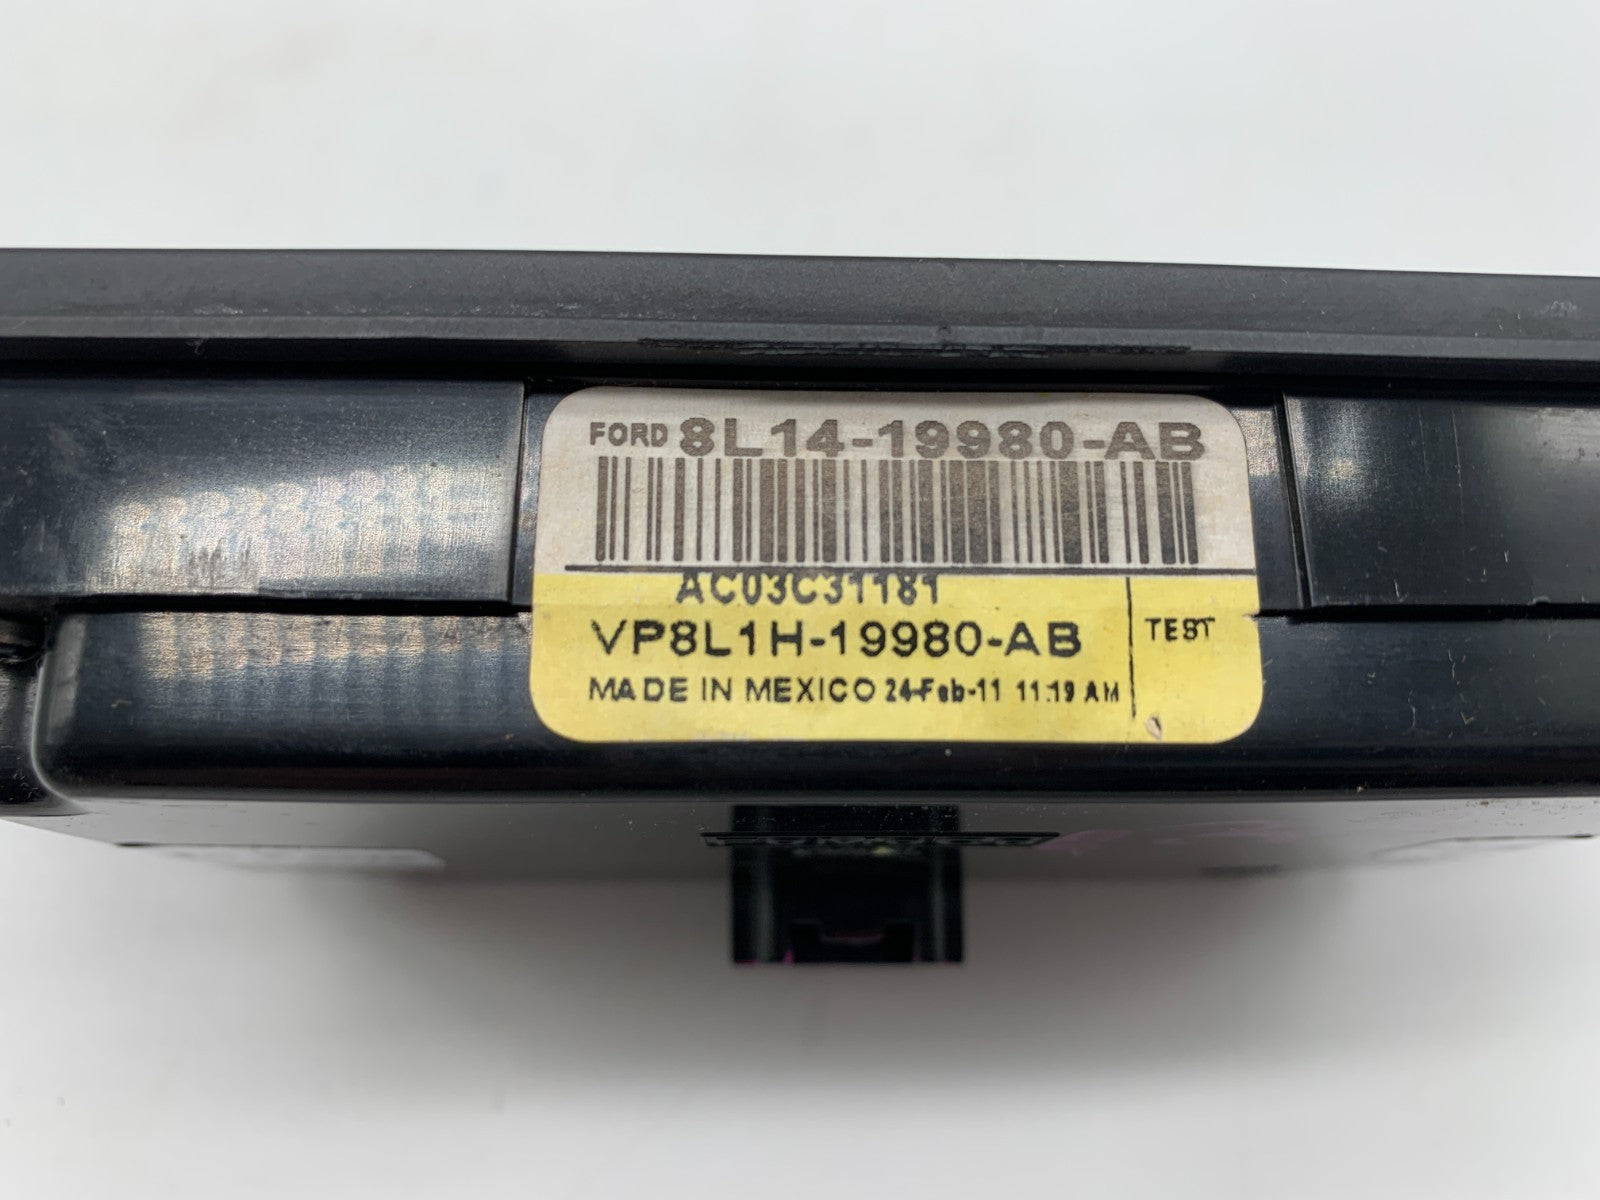 FORD 8L14-19980-AB
AC03C31181
VP8L1H-19980-AB
TEST
MADE IN MEXICO 24-Feb-11 11:19 AM